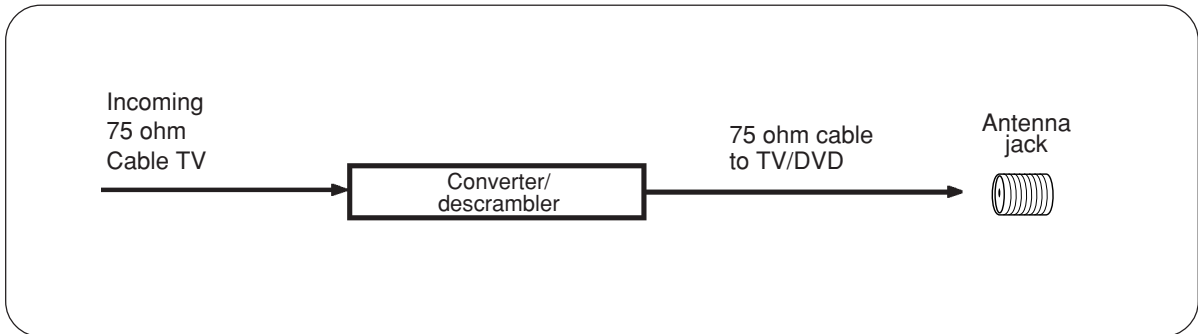 Incoming
75 ohm
Cable TV
Converter/
descrambler
75 ohm cable
to TV/DVD
Antenna
jack